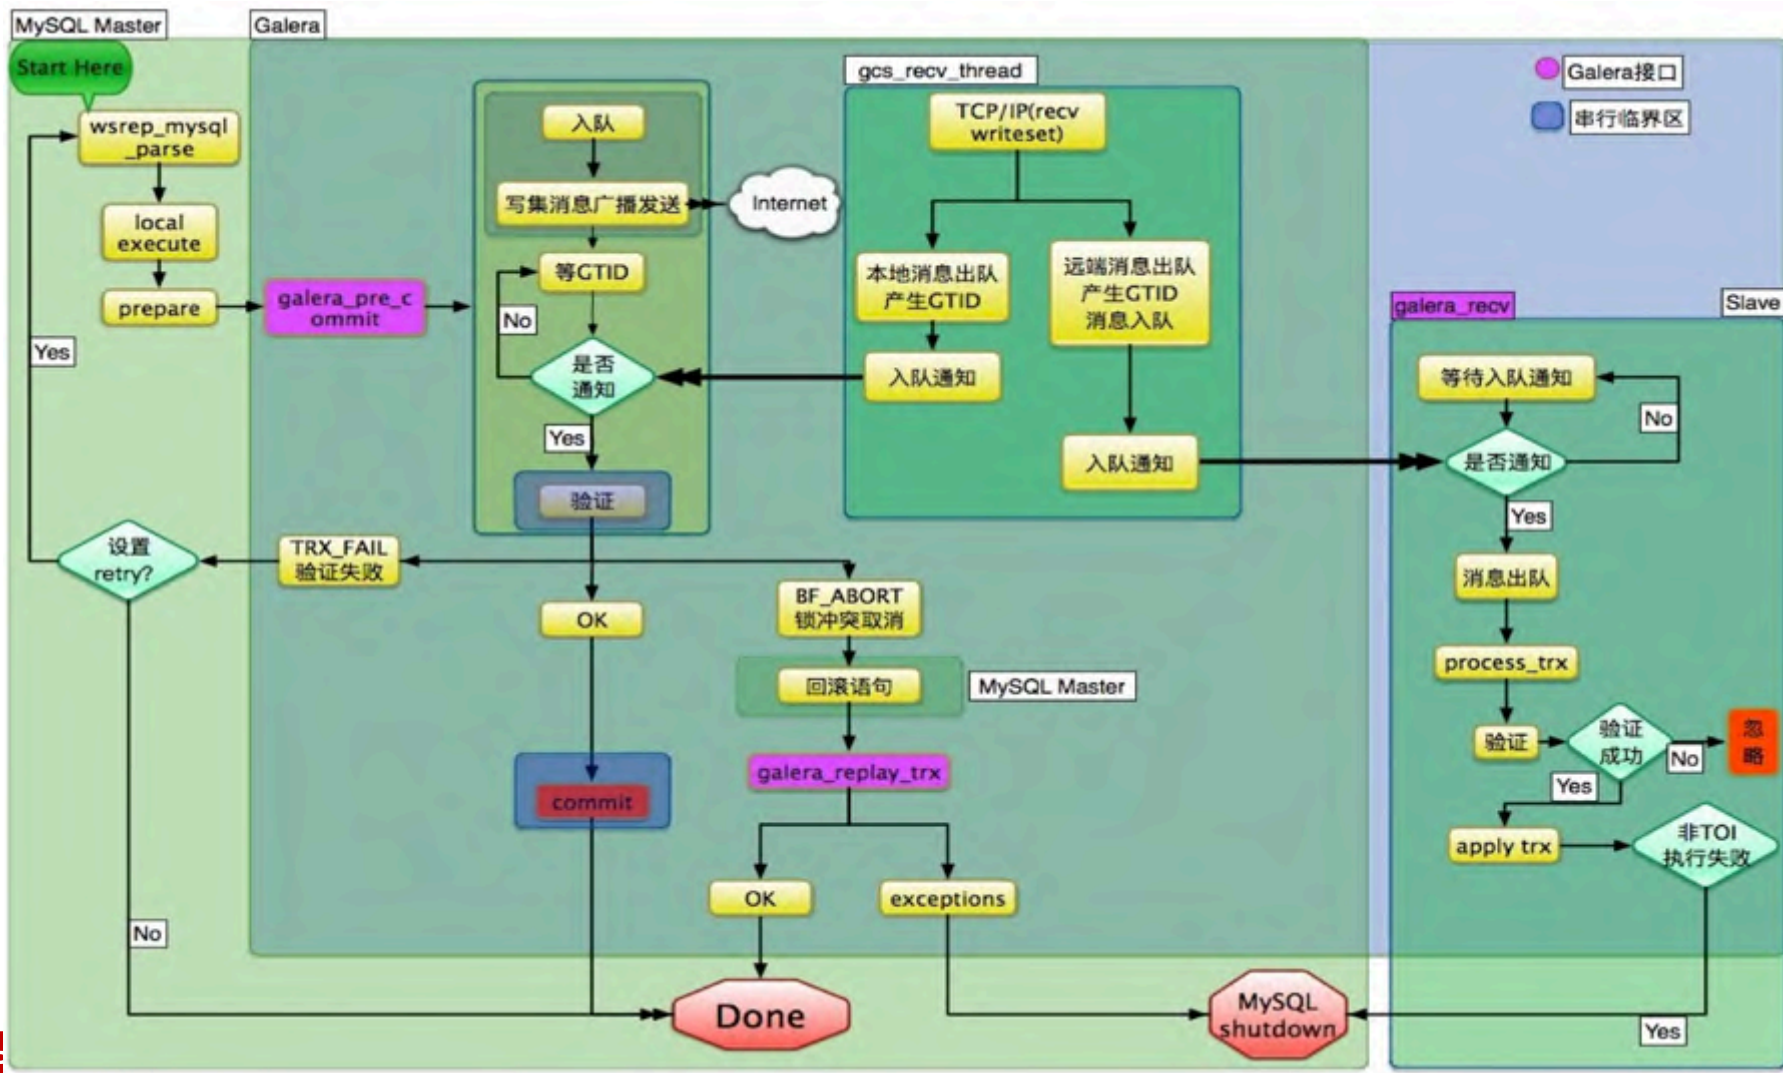 MySQL Master
Galera
Start Here
gcs_recv_thread
Galera接口
串行临界区
wsrep_mysql
_parse
入队
TCP/IP(recv
writeset)
写集消息广播发送
Internet
local
execute
等GTID
本地消息出队
产生GTID
远端消息出队
产生GTID
消息入队
prepare
galera_pre_c
ommit
No
galera_recv
Slave
Yes
是否
通知
入队通知
等待入队通知
No
Yes
入队通知
是否通知
验证
Yes
设置
retry?
TRX_FAIL
验证失败
消息出队
BF_ABORT
锁冲突取消
OK
process_trx
回滚语句
MySQL Master
验证
验证
成功
No
忽
略
galera_replay_trx
Yes
commit
apply trx
非TOI
执行失败
OK
exceptions
No
Done
MySQL
shutdown
Yes